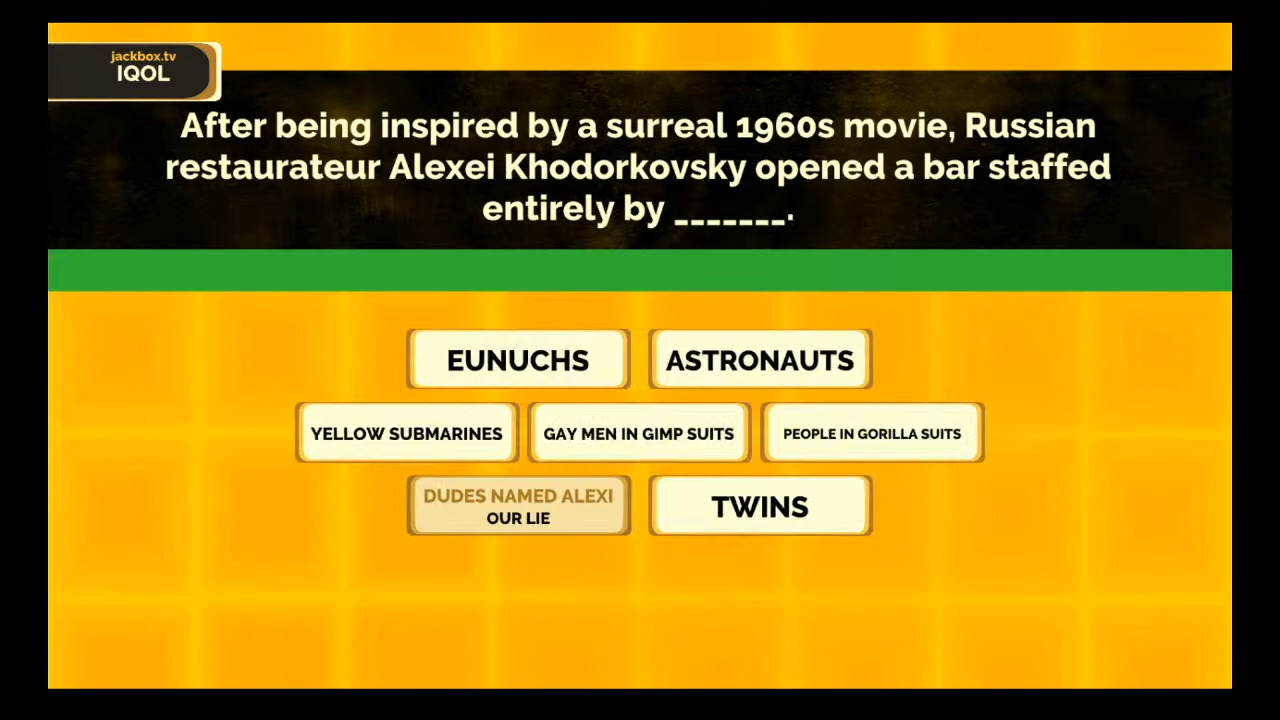 jackbox.tv
IQOL
After being inspired by a surreal 1960s movie, Russian
restaurateur Alexei Khodorkovsky opened a bar staffed
entirely by _______.
EUNUCHS
ASTRONAUTS
YELLOW SUBMARINES
GAY MEN IN GIMP SUITS
PEOPLE IN GORILLA SUITS
DUDES NAMED ALEXI
OUR LIE
TWINS